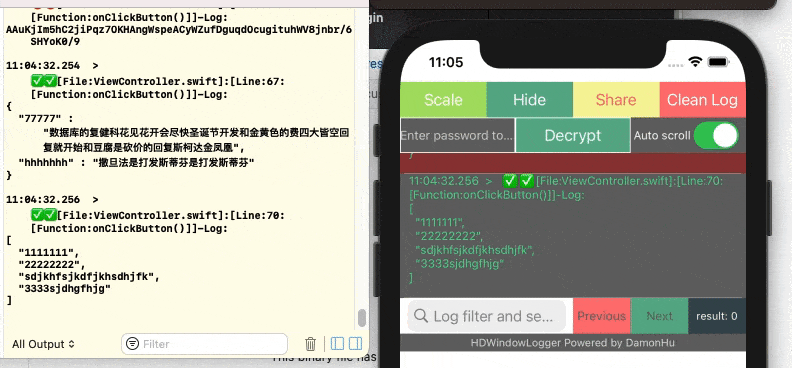 [Function:onClickButton()]]-Log:
AAuKjIm5hC2jiPqz7OKHAngWspeACyWZufDguqdOcugituhWV8jnbr/6
SHYoK0/9
11:04:32.254 >
✅✅[File:ViewController.swift]:[Line:67:
[Function:onClickButton()]]-Log:
{
"77777" :
"数据库的复健科花见花开会尽快圣诞节开发和金黄色的费四大皆空回
复就开始和豆腐是砍价的回复斯柯达金凤凰",
"hhhhhhh" : "撒旦法是打发斯蒂芬是打发斯蒂芬"
}
11:04:32.256 >
✅✅[File:ViewController.swift]:[Line:70:
[Function:onClickButton()]]-Log:
[
"1111111",
"22222222",
"sdjkhfsjkdfjkhsdhjfk",
"3333sjdhgfhjg"
]
All Output
Filter
gin
11:05
Scale
Hide
Share
Clean Log
Enter password to...
Decrypt
Auto scroll
}
11:04:32.256 > ✅✅[File:ViewController.swift]:[Line:70:
[Function:onClickButton()]]-Log:
[
"1111111",
"22222222",
"sdjkhfsjkdfjkhsdhjfk",
"3333sjdhgfhjg"
]
Log filter and se...
Previous
Next
result: 0
HDWindowLogger Powered by DamonHu
This binary file has